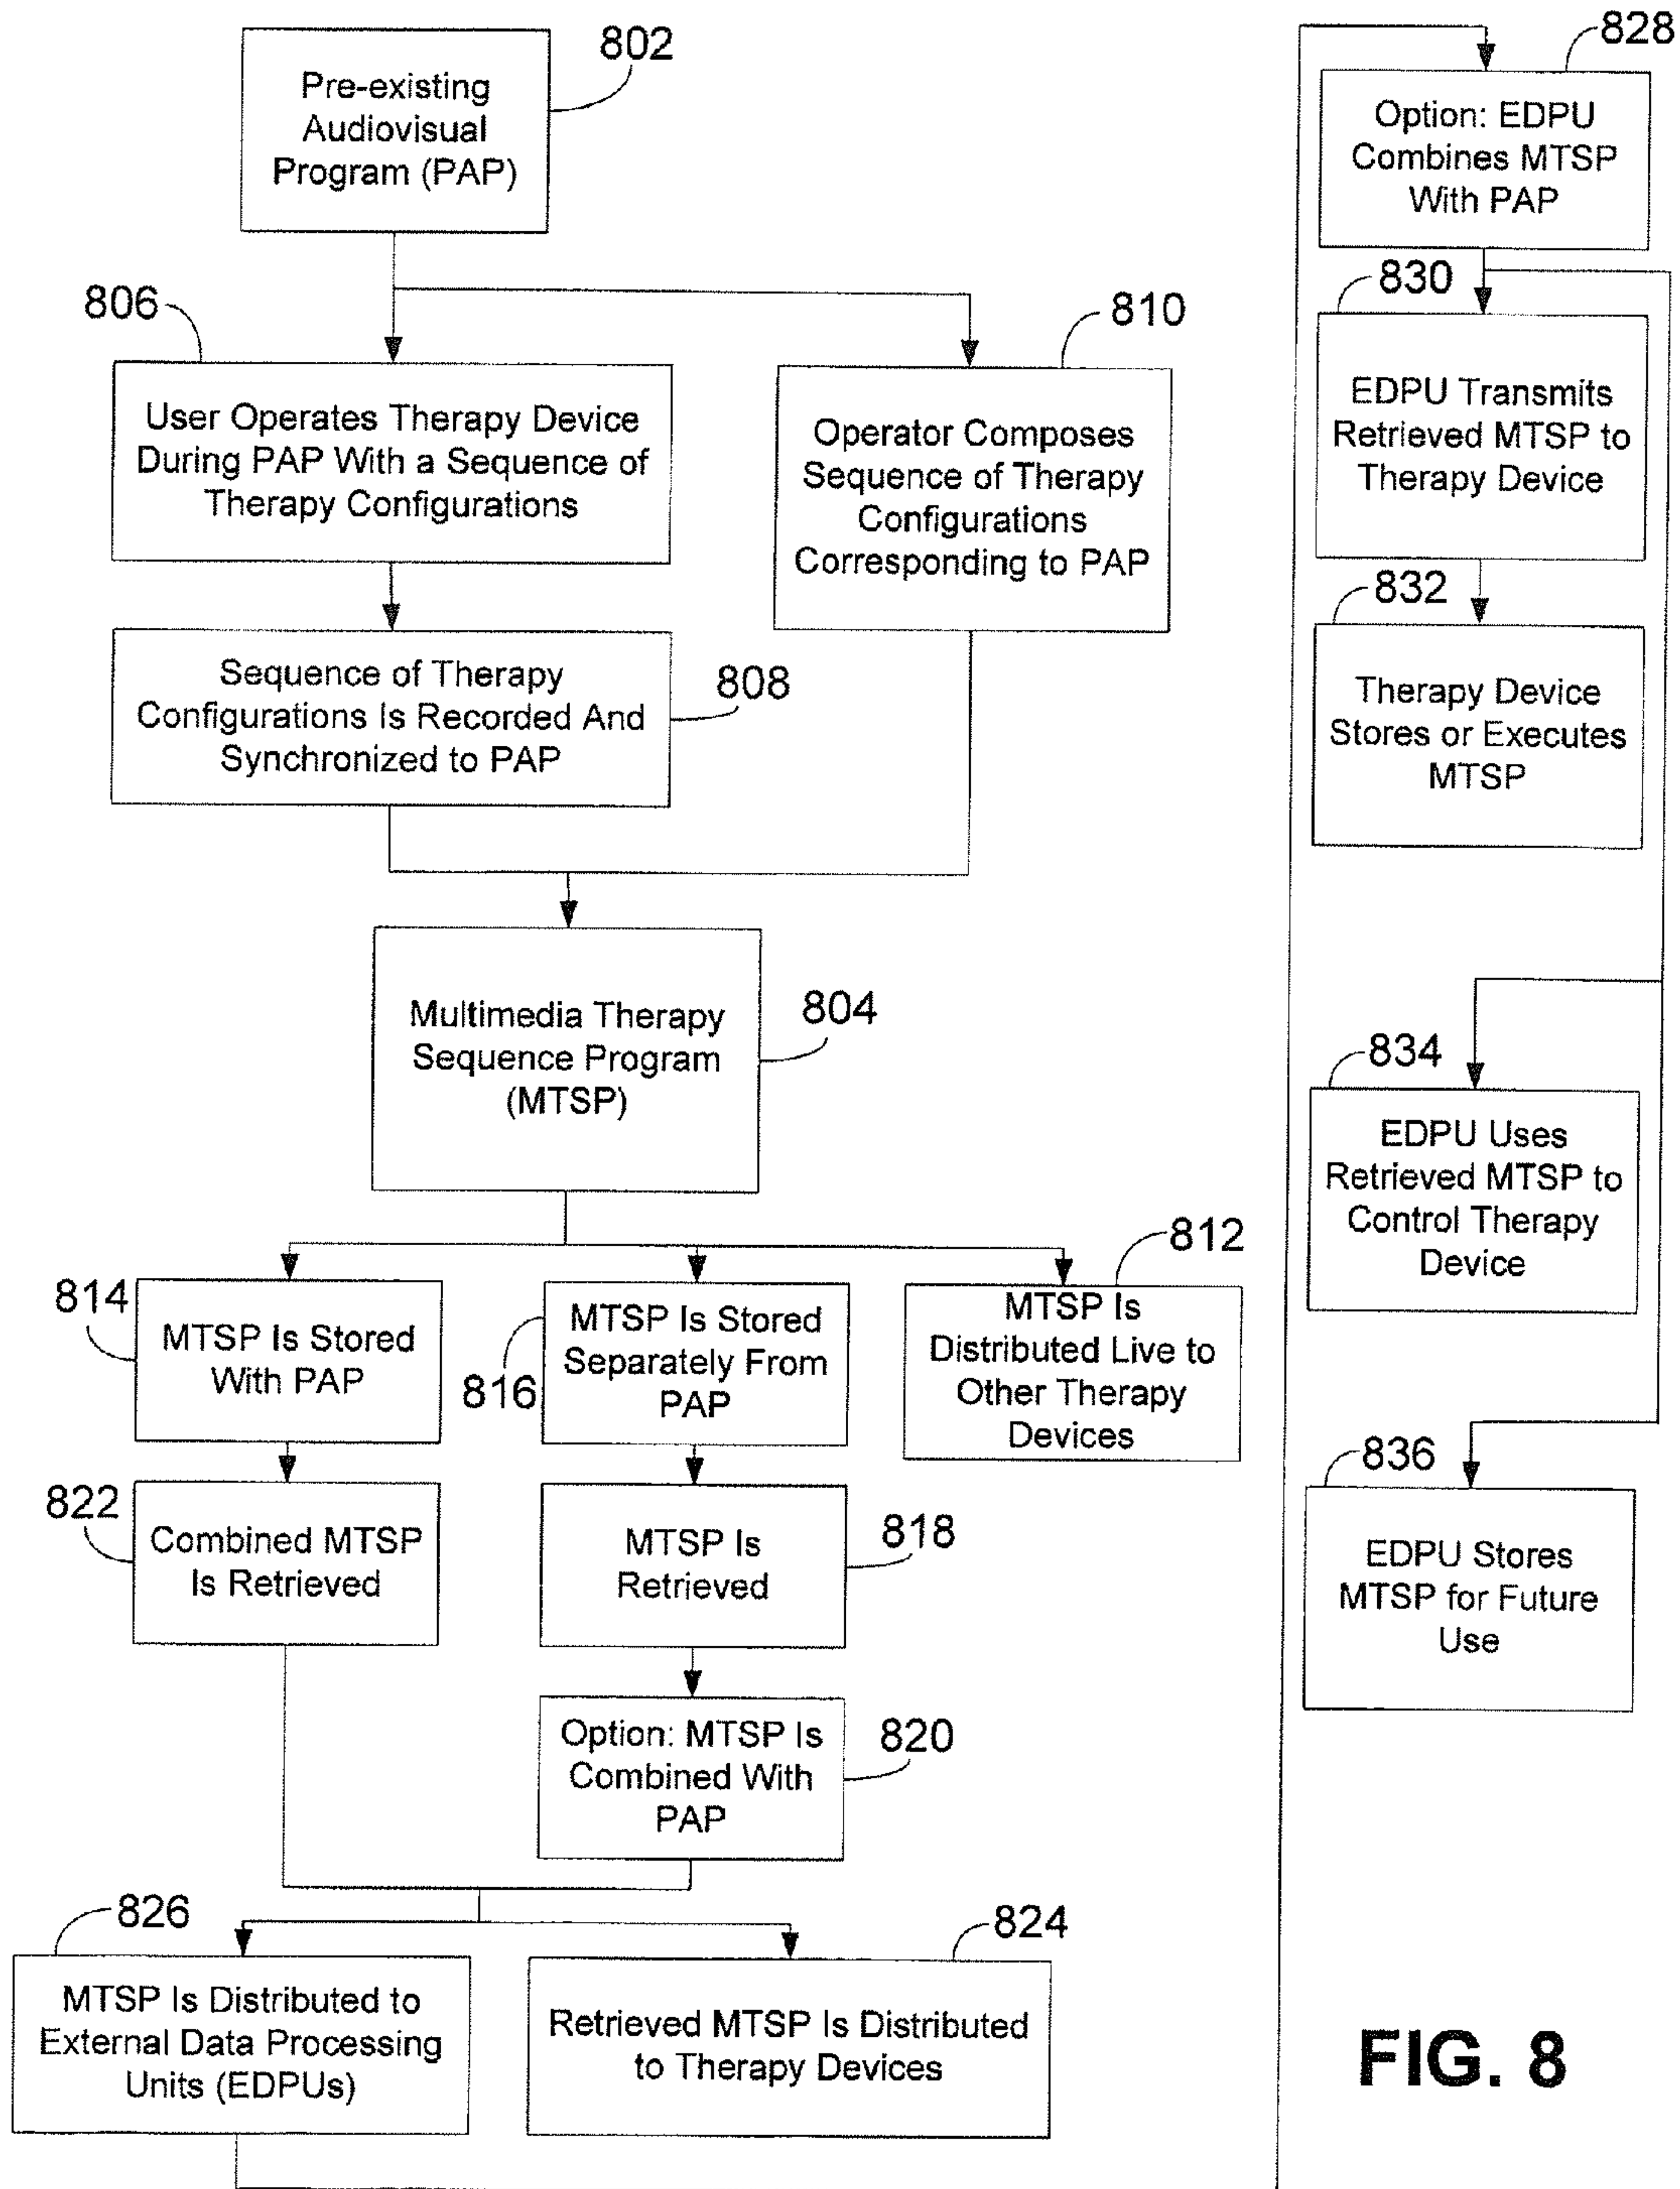 802
Pre-existing
Audiovisual
Program (PAP)
806
User Operates Therapy Device
During PAP With a Sequence of
Therapy Configurations
810
Operator Composes
Sequence of Therapy
Configurations
Corresponding to PAP
808
Sequence of Therapy
Configurations Is Recorded And
Synchronized to PAP
804
Multimedia Therapy
Sequence Program
(MTSP)
814
MTSP Is Stored
With PAP
816
MTSP Is Stored
Separately From
PAP
812
MTSP Is
Distributed Live to
Other Therapy
Devices
822
Combined MTSP
Is Retrieved
818
MTSP Is
Retrieved
820
Option: MTSP Is
Combined With
PAP
826
MTSP Is Distributed to
External Data Processing
Units (EDPUs)
824
Retrieved MTSP Is Distributed
to Therapy Devices
828
Option: EDPU
Combines MTSP
With PAP
830
EDPU Transmits
Retrieved MTSP to
Therapy Device
832
Therapy Device
Stores or Executes
MTSP
834
EDPU Uses
Retrieved MTSP to
Control Therapy
Device
836
EDPU Stores
MTSP for Future
Use
FIG. 8